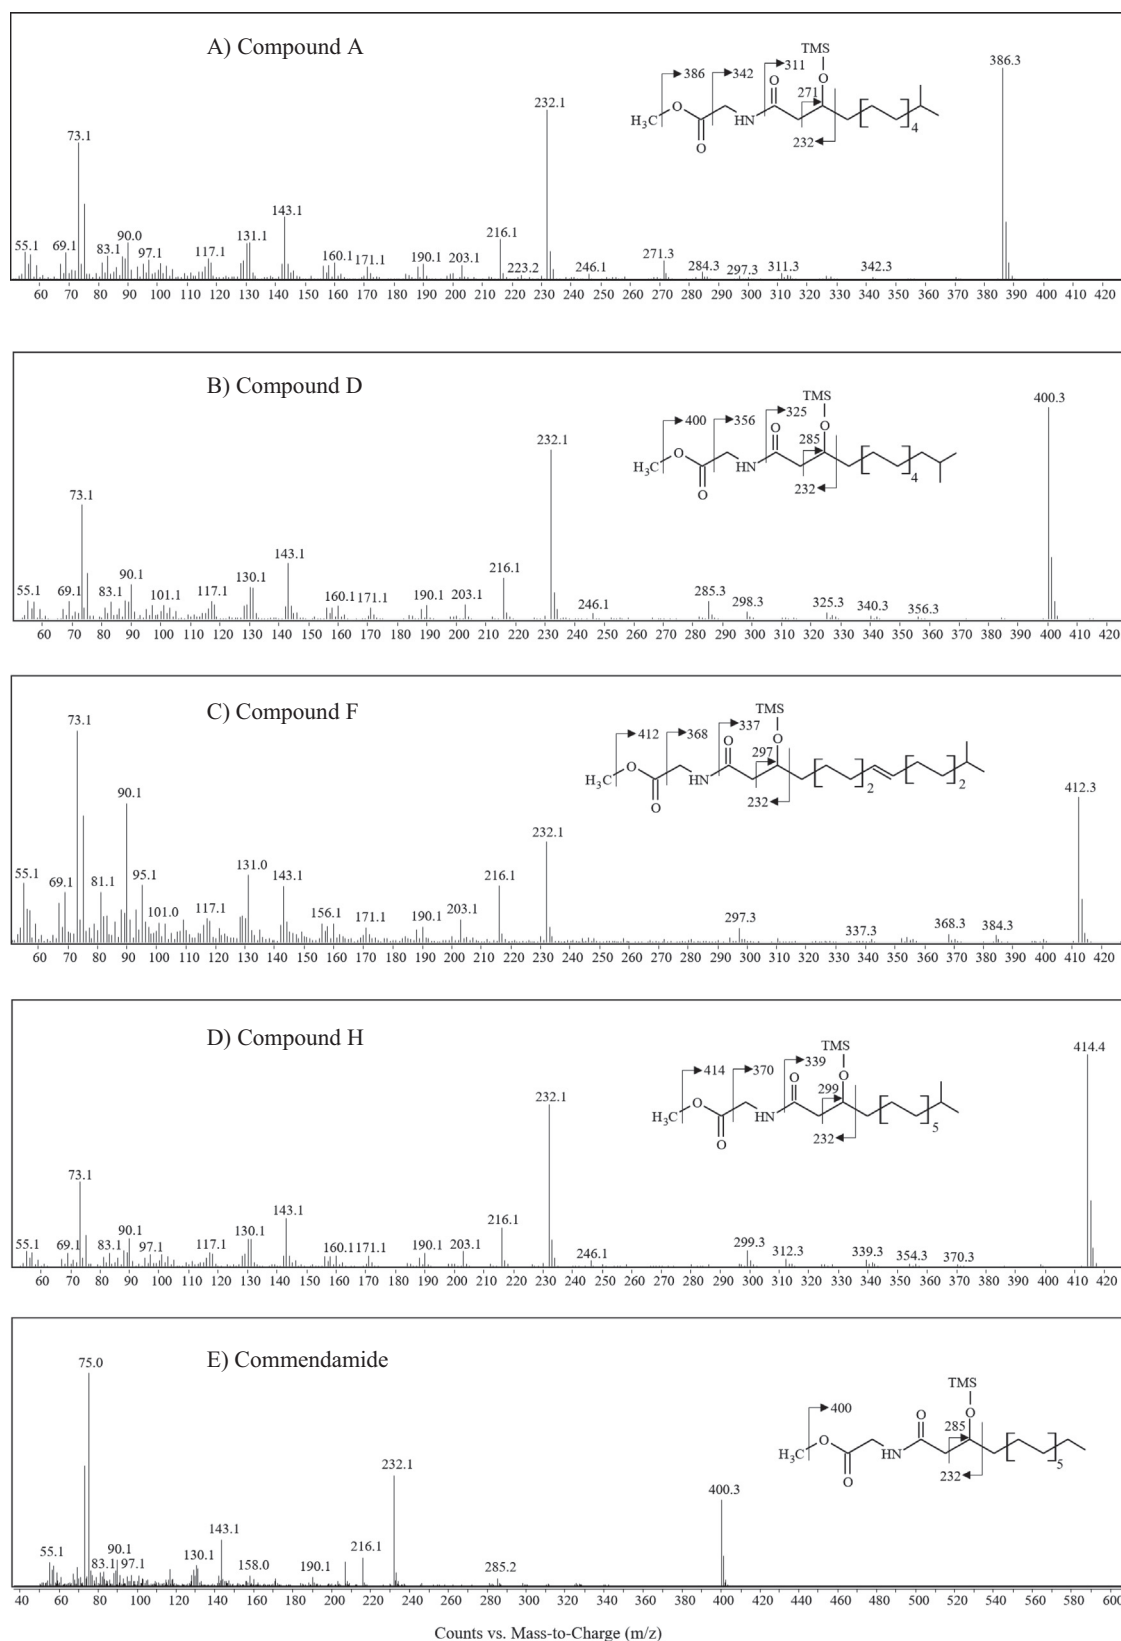 A) Compound A
TMS
O
386
342
311
O
271
O
H3C
HN
232
4
O
386.3
232.1
73.1
143.1
216.1
55.1
69.1
83.1
90.0
97.1
117.1
131.1
160.1
171.1
190.1
203.1
223.2
246.1
271.3
284.3
297.3
311.3
342.3
60 70 80 90 100 110 120 130 140 150 160 170 180 190 200 210 220 230 240 250 260 270 280 290 300 310 320 330 340 350 360 370 380 390 400 410 420
B) Compound D
TMS
O
400
356
325
O
285
O
H3C
HN
232
4
O
400.3
232.1
73.1
143.1
216.1
55.1
69.1
83.1
90.1
101.1
117.1
130.1
160.1
171.1
190.1
203.1
246.1
285.3
298.3
325.3
340.3
356.3
60 70 80 90 100 110 120 130 140 150 160 170 180 190 200 210 220 230 240 250 260 270 280 290 300 310 320 330 340 350 360 370 380 390 400 410 420
C) Compound F
TMS
O
412
368
337
O
297
O
H3C
HN
232
2
2
O
73.1
90.1
412.3
232.1
55.1
69.1
81.1
95.1
101.0
117.1
131.0
143.1
156.1
171.1
190.1
203.1
216.1
297.3
337.3
368.3
384.3
60 70 80 90 100 110 120 130 140 150 160 170 180 190 200 210 220 230 240 250 260 270 280 290 300 310 320 330 340 350 360 370 380 390 400 410 420
D) Compound H
TMS
O
414
370
339
O
299
O
H3C
HN
232
5
O
414.4
232.1
73.1
143.1
216.1
55.1
69.1
83.1
90.1
97.1
117.1
130.1
160.1
171.1
190.1
203.1
246.1
299.3
312.3
339.3
354.3
370.3
60 70 80 90 100 110 120 130 140 150 160 170 180 190 200 210 220 230 240 250 260 270 280 290 300 310 320 330 340 350 360 370 380 390 400 410 420
E) Commendamide
TMS
O
400
O
285
O
H3C
HN
232
5
O
75.0
232.1
400.3
143.1
216.1
55.1
83.1
90.1
97.1
130.1
158.0
190.1
285.2
40 60 80 100 120 140 160 180 200 220 240 260 280 300 320 340 360 380 400 420 440 460 480 500 520 540 560 580 600
Counts vs. Mass-to-Charge (m/z)